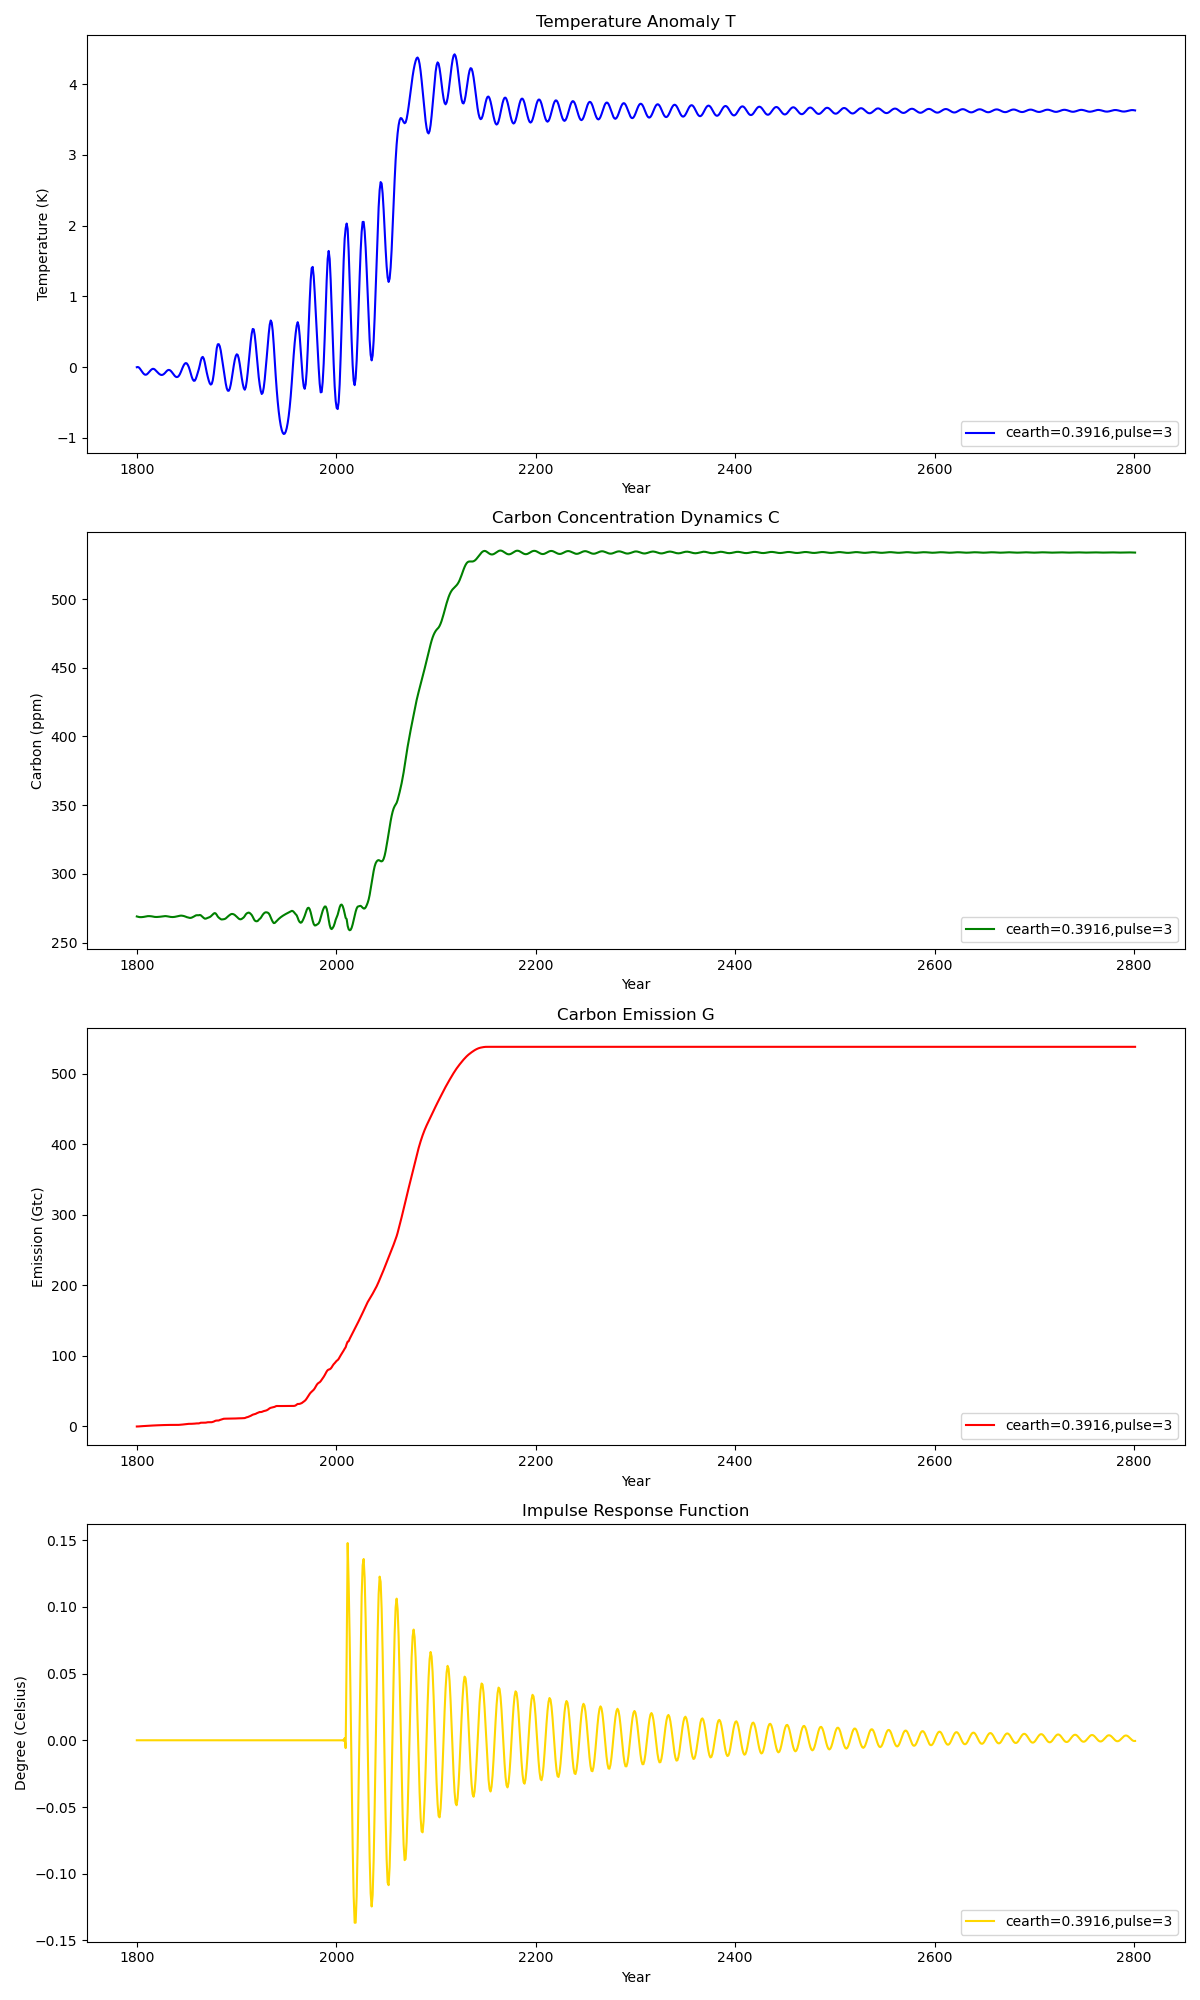 Temperature Anomaly T
4
3
2
1
0
−1
Temperature (K)
cearth=0.3916,pulse=3
1800 2000 2200 2400 2600 2800
Year
Carbon Concentration Dynamics C
500
450
400
350
300
250
Carbon (ppm)
cearth=0.3916,pulse=3
1800 2000 2200 2400 2600 2800
Year
Carbon Emission G
500
400
300
200
100
0
Emission (Gtc)
cearth=0.3916,pulse=3
1800 2000 2200 2400 2600 2800
Year
Impulse Response Function
0.15
0.10
0.05
0.00
−0.05
−0.10
−0.15
Degree (Celsius)
cearth=0.3916,pulse=3
1800 2000 2200 2400 2600 2800
Year